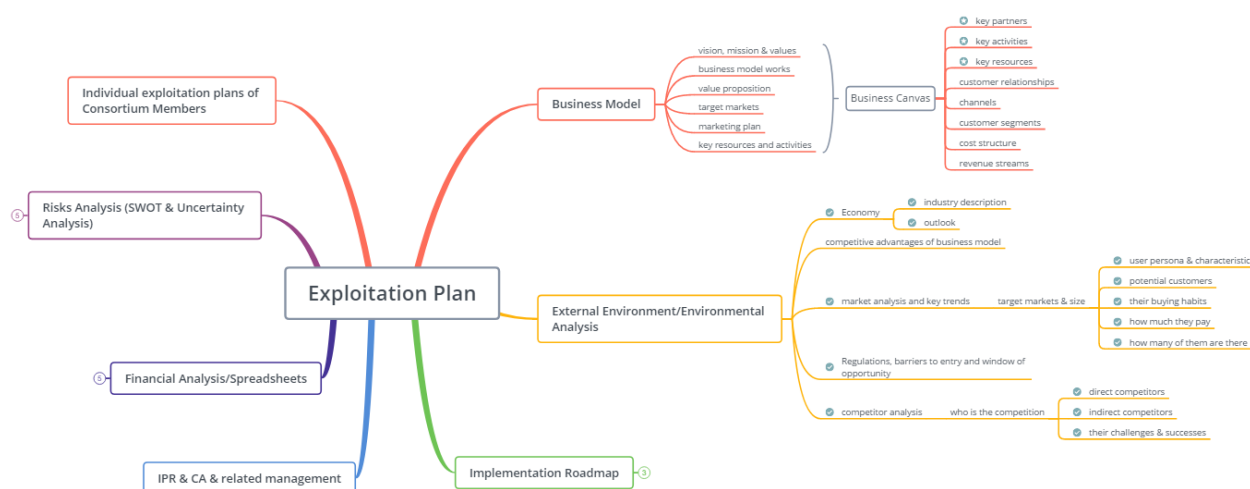 Exploitation Plan
Individual exploitation plans of
Consortium Members
Risks Analysis (SWOT & Uncertainty
Analysis)
5
Financial Analysis/Spreadsheets
5
IPR & CA & related management
Implementation Roadmap
3
Business Model
vision, mission & values
business model works
value proposition
target markets
marketing plan
key resources and activities
Business Canvas
key partners
key activities
key resources
customer relationships
channels
customer segments
cost structure
revenue streams
External Environment/Environmental
Analysis
Economy
industry description
outlook
competitive advantages of business model
market analysis and key trends
target markets & size
user persona & characteristic
potential customers
their buying habits
how much they pay
how many of them are there
Regulations, barriers to entry and window of
opportunity
competitor analysis
who is the competition
direct competitors
indirect competitors
their challenges & successes